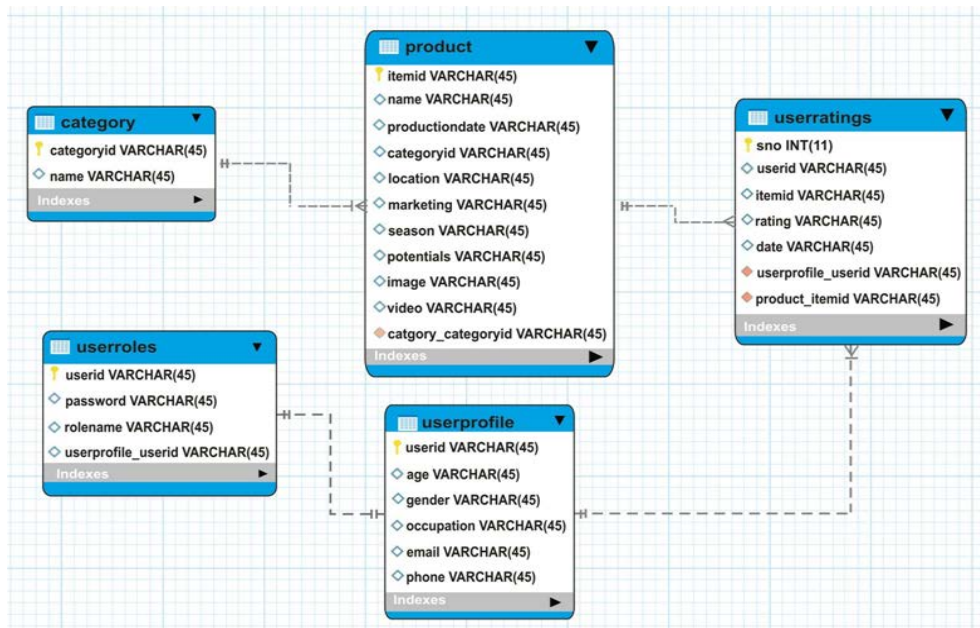 product
itemid VARCHAR(45)
name VARCHAR(45)
productiondate VARCHAR(45)
categoryid VARCHAR(45)
location VARCHAR(45)
marketing VARCHAR(45)
season VARCHAR(45)
potentials VARCHAR(45)
image VARCHAR(45)
video VARCHAR(45)
catgory_categoryid VARCHAR(45)
Indexes
category
categoryid VARCHAR(45)
name VARCHAR(45)
Indexes
userratings
sno INT(11)
userid VARCHAR(45)
itemid VARCHAR(45)
rating VARCHAR(45)
date VARCHAR(45)
userprofile_userid VARCHAR(45)
product_itemid VARCHAR(45)
Indexes
userroles
userid VARCHAR(45)
password VARCHAR(45)
rolename VARCHAR(45)
userprofile_userid VARCHAR(45)
Indexes
userprofile
userid VARCHAR(45)
age VARCHAR(45)
gender VARCHAR(45)
occupation VARCHAR(45)
email VARCHAR(45)
phone VARCHAR(45)
Indexes